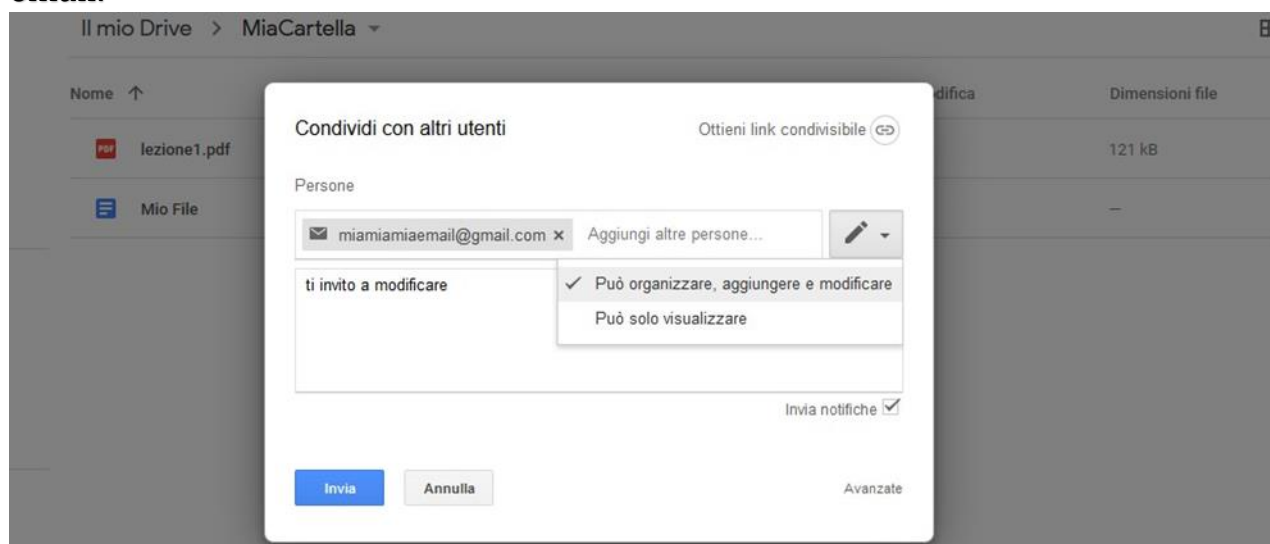 Il mio Drive > MiaCartella
Nome ↑
difica
Dimensioni file
lezione1.pdf
121 kB
Mio File
—
Condividi con altri utenti
Ottieni link condivisibile
Persone
miamiamiaemail@gmail.com × Aggiungi altre persone...
ti invito a modificare
✓ Può organizzare, aggiungere e modificare
Può solo visualizzare
Invia notifiche
Invia
Annulla
Avanzate